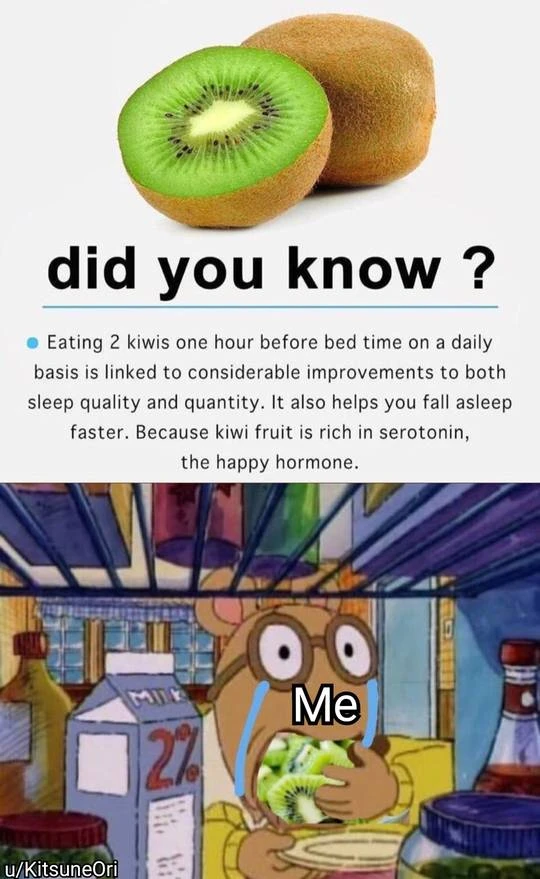 did you know ?
Eating 2 kiwis one hour before bed time on a daily
basis is linked to considerable improvements to both
sleep quality and quantity. It also helps you fall asleep
faster. Because kiwi fruit is rich in serotonin,
the happy hormone.
Me
MILK
2%
u/KitsuneOri